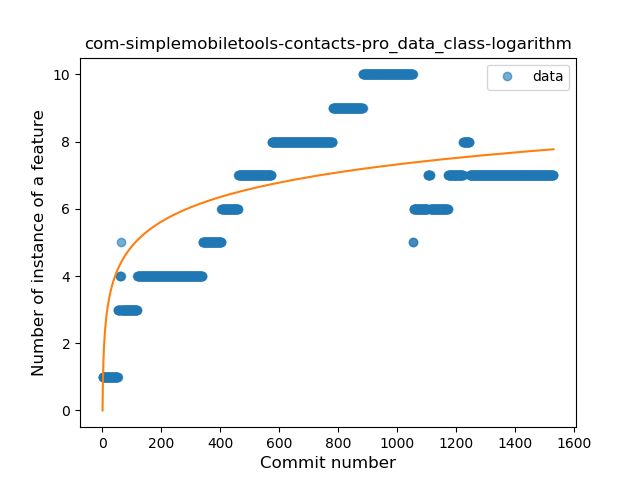 com-simplemobiletools-contacts-pro_data_class-logarithm
data
Number of instance of a feature
10
8
6
4
2
0
0 200 400 600 800 1000 1200 1400 1600
Commit number